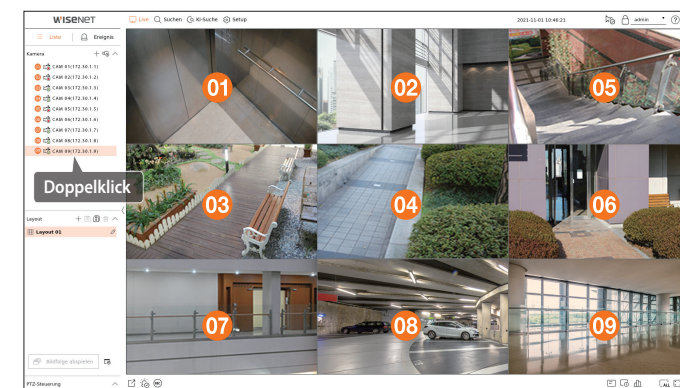 WISENET
Live Suchen KI-Suche Setup
2021-11-01 10:46:21
admin
Liste Ereignis
Kamera
CAM 01(172.30.1.1)
CAM 02(172.30.1.2)
CAM 03(172.30.1.3)
CAM 04(172.30.1.4)
CAM 05(172.30.1.5)
CAM 06(172.30.1.6)
CAM 07(172.30.1.7)
CAM 08(172.30.1.8)
CAM 09(172.30.1.9)
Doppelklick
01
02
05
03
04
06
07
08
09
Layout
Layout 01
Bildfolge abspielen
PTZ-Steuerung
ALL